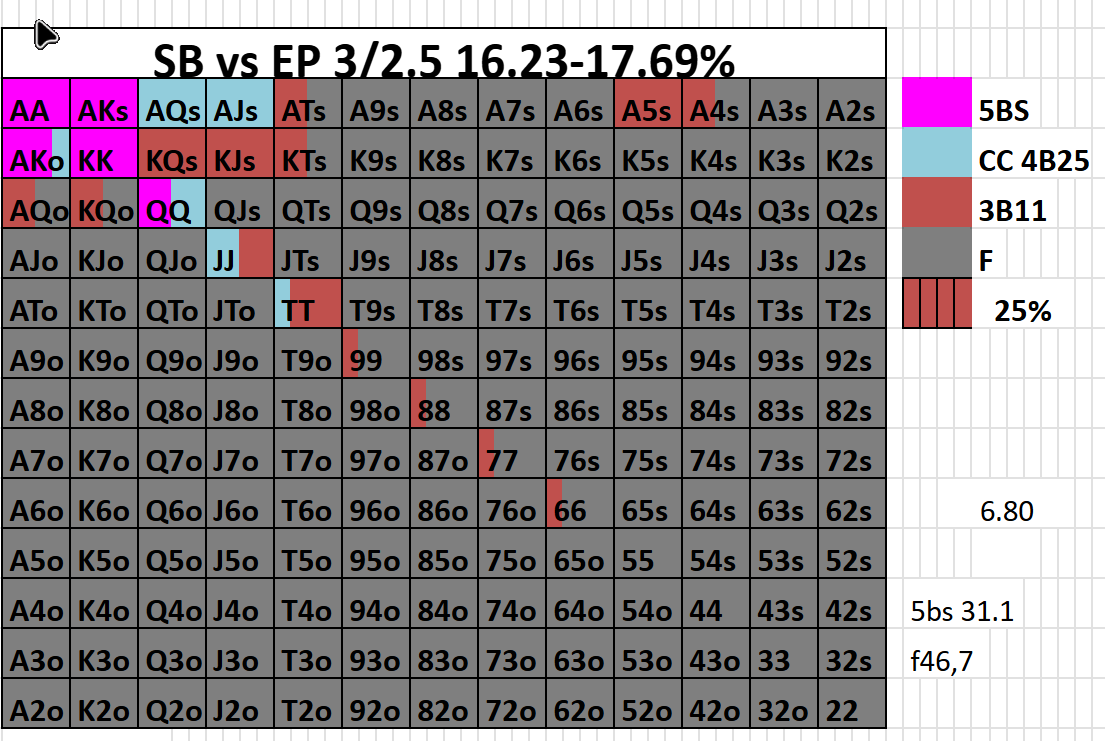 SB vs EP 3/2.5 16.23-17.69%
AA AKs AQs AJs ATs A9s A8s A7s A6s A5s A4s A3s A2s 5BS
AKo KK KQs KJs KTs K9s K8s K7s K6s K5s K4s K3s K2s CC 4B25
AQo KQo QQ QJs QTs Q9s Q8s Q7s Q6s Q5s Q4s Q3s Q2s 3B11
AJo KJo QJo JJ JTs J9s J8s J7s J6s J5s J4s J3s J2s F
ATo KTo QTo JTo TT T9s T8s T7s T6s T5s T4s T3s T2s 25%
A9o K9o Q9o J9o T9o 99 98s 97s 96s 95s 94s 93s 92s
A8o K8o Q8o J8o T8o 98o 88 87s 86s 85s 84s 83s 82s
A7o K7o Q7o J7o T7o 97o 87o 77 76s 75s 74s 73s 72s
A6o K6o Q6o J6o T6o 96o 86o 76o 66 65s 64s 63s 62s 6.80
A5o K5o Q5o J5o T5o 95o 85o 75o 65o 55 54s 53s 52s
A4o K4o Q4o J4o T4o 94o 84o 74o 64o 54o 44 43s 42s 5bs 31.1
A3o K3o Q3o J3o T3o 93o 83o 73o 63o 53o 43o 33 32s f46,7
A2o K2o Q2o J2o T2o 92o 82o 72o 62o 52o 42o 32o 22